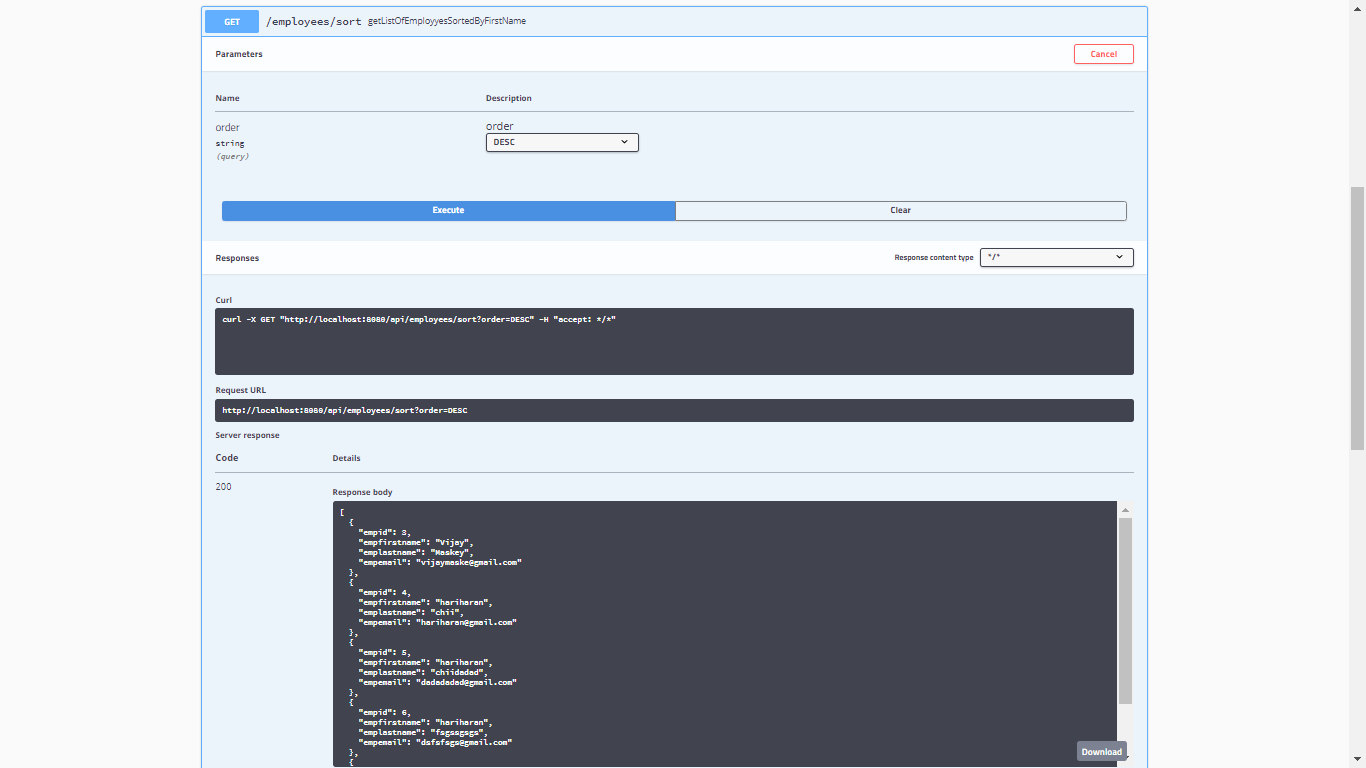 GET /employees/sort getListOfEmployyesSortedByFirstName
Parameters Cancel
Name Description
order order
string DESC
(query)
Execute Clear
Responses Response content type */*
Curl
curl -X GET "http://localhost:8080/api/employees/sort?order=DESC" -H "accept: */*"
Request URL
http://localhost:8080/api/employees/sort?order=DESC
Server response
Code Details
200
Response body
[
{
"empid": 3,
"empfirstname": "Vijay",
"emplastname": "Maskey",
"empemail": "vijaymaske@gmail.com"
},
{
"empid": 4,
"empfirstname": "hariharan",
"emplastname": "chii",
"empemail": "hariharan@gmail.com"
},
{
"empid": 5,
"empfirstname": "hariharan",
"emplastname": "chiidadad",
"empemail": "dadadadad@gmail.com"
},
{
"empid": 6,
"empfirstname": "hariharan",
"emplastname": "fsgssgsgs",
"empemail": "dsfsfsgs@gmail.com"
},
{
Download